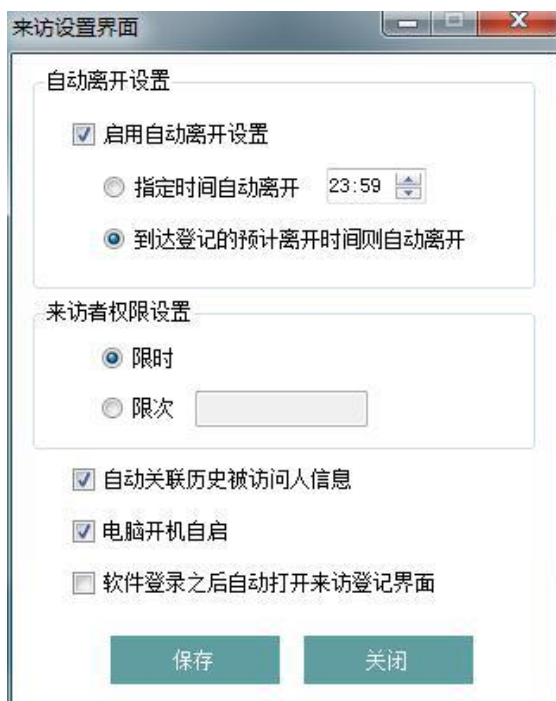 来访设置界面
自动离开设置
启用自动离开设置
指定时间自动离开 23:59
到达登记的预计离开时间则自动离开
来访者权限设置
限时
限次
自动关联历史被访问人信息
电脑开机自启
软件登录之后自动打开来访登记界面
保存 关闭